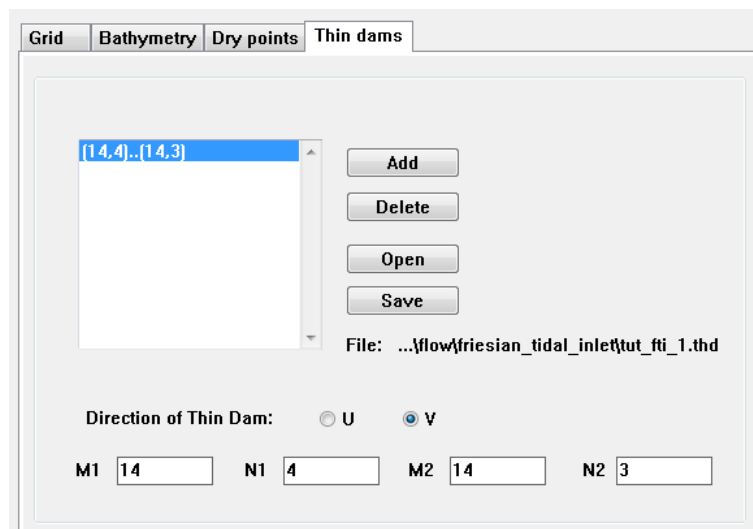 Grid Bathymetry Dry points Thin dams
(14,4)..(14,3)
Add
Delete
Open
Save
File: ...\flow\friesian_tidal_inlet\tut_fti_1.thd
Direction of Thin Dam: U V
M1 14 N1 4 M2 14 N2 3